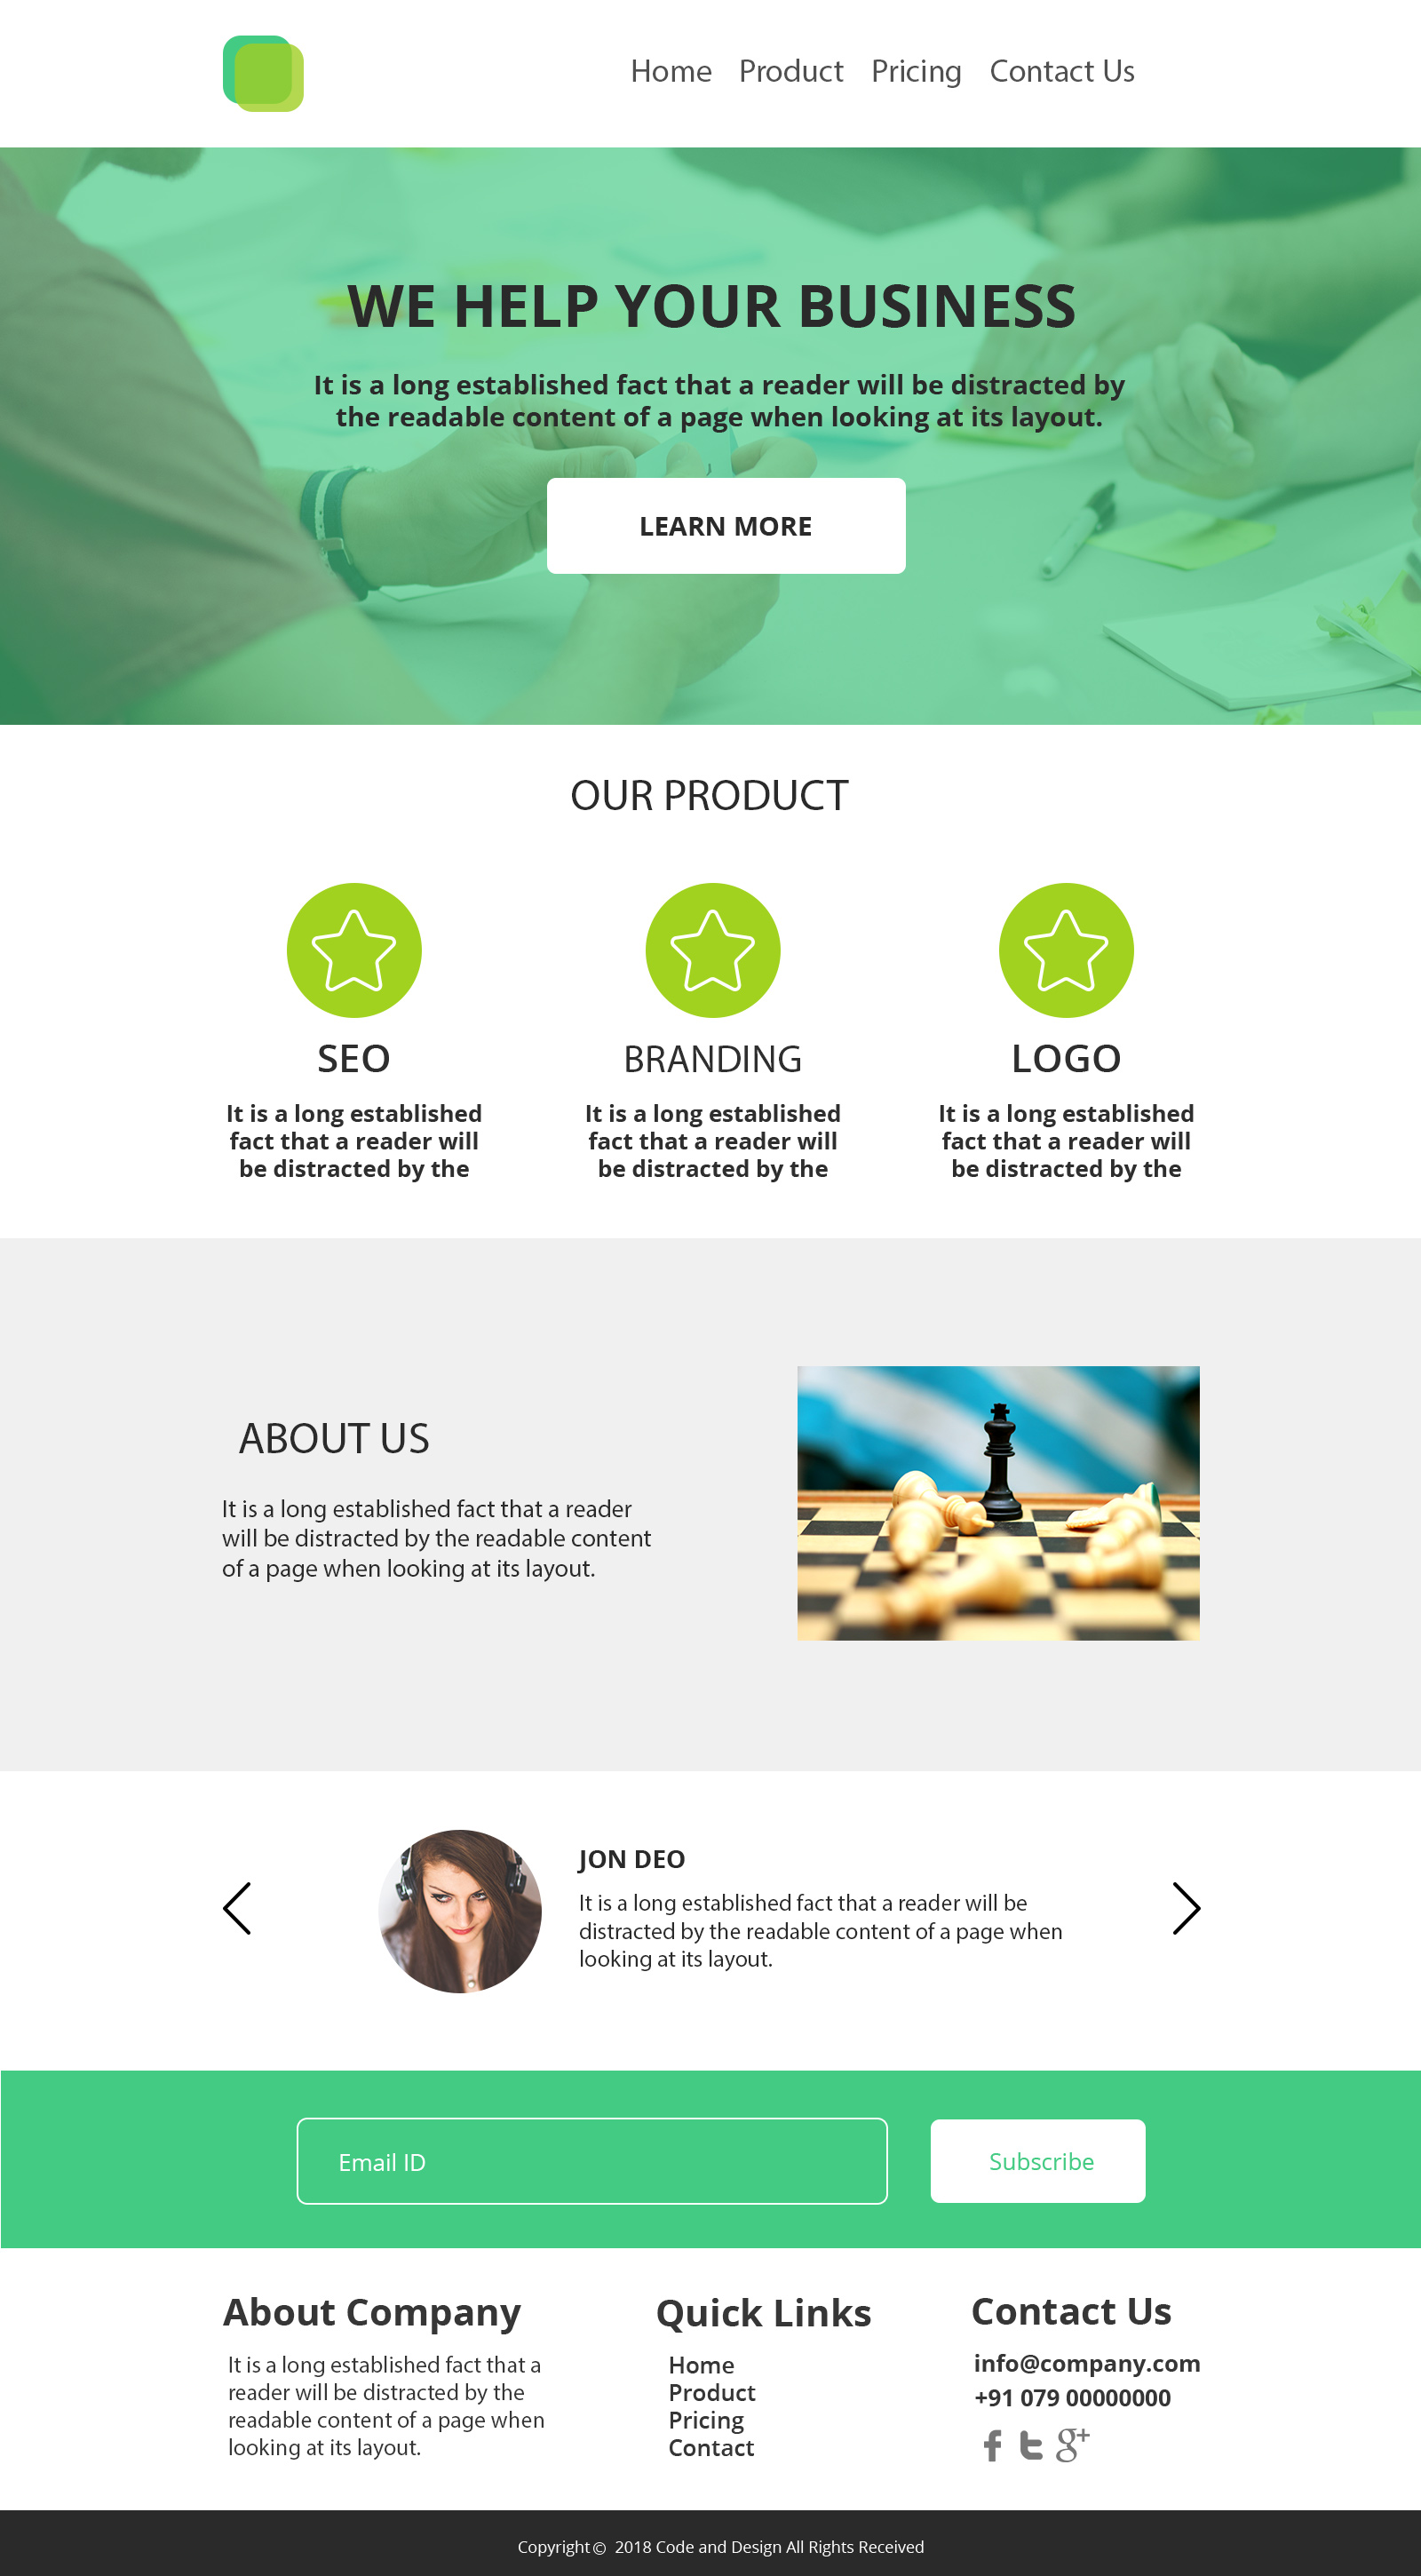 Home Product Pricing Contact Us
WE HELP YOUR BUSINESS
It is a long established fact that a reader will be distracted by
the readable content of a page when looking at its layout.
LEARN MORE
OUR PRODUCT
SEO
It is a long established
fact that a reader will
be distracted by the
BRANDING
It is a long established
fact that a reader will
be distracted by the
LOGO
It is a long established
fact that a reader will
be distracted by the
ABOUT US
It is a long established fact that a reader
will be distracted by the readable content
of a page when looking at its layout.
JON DEO
It is a long established fact that a reader will be
distracted by the readable content of a page when
looking at its layout.
Email ID
Subscribe
About Company
It is a long established fact that a
reader will be distracted by the
readable content of a page when
looking at its layout.
Quick Links
Home
Product
Pricing
Contact
Contact Us
info@company.com
+91 079 00000000
f t g+
Copyright © 2018 Code and Design All Rights Received